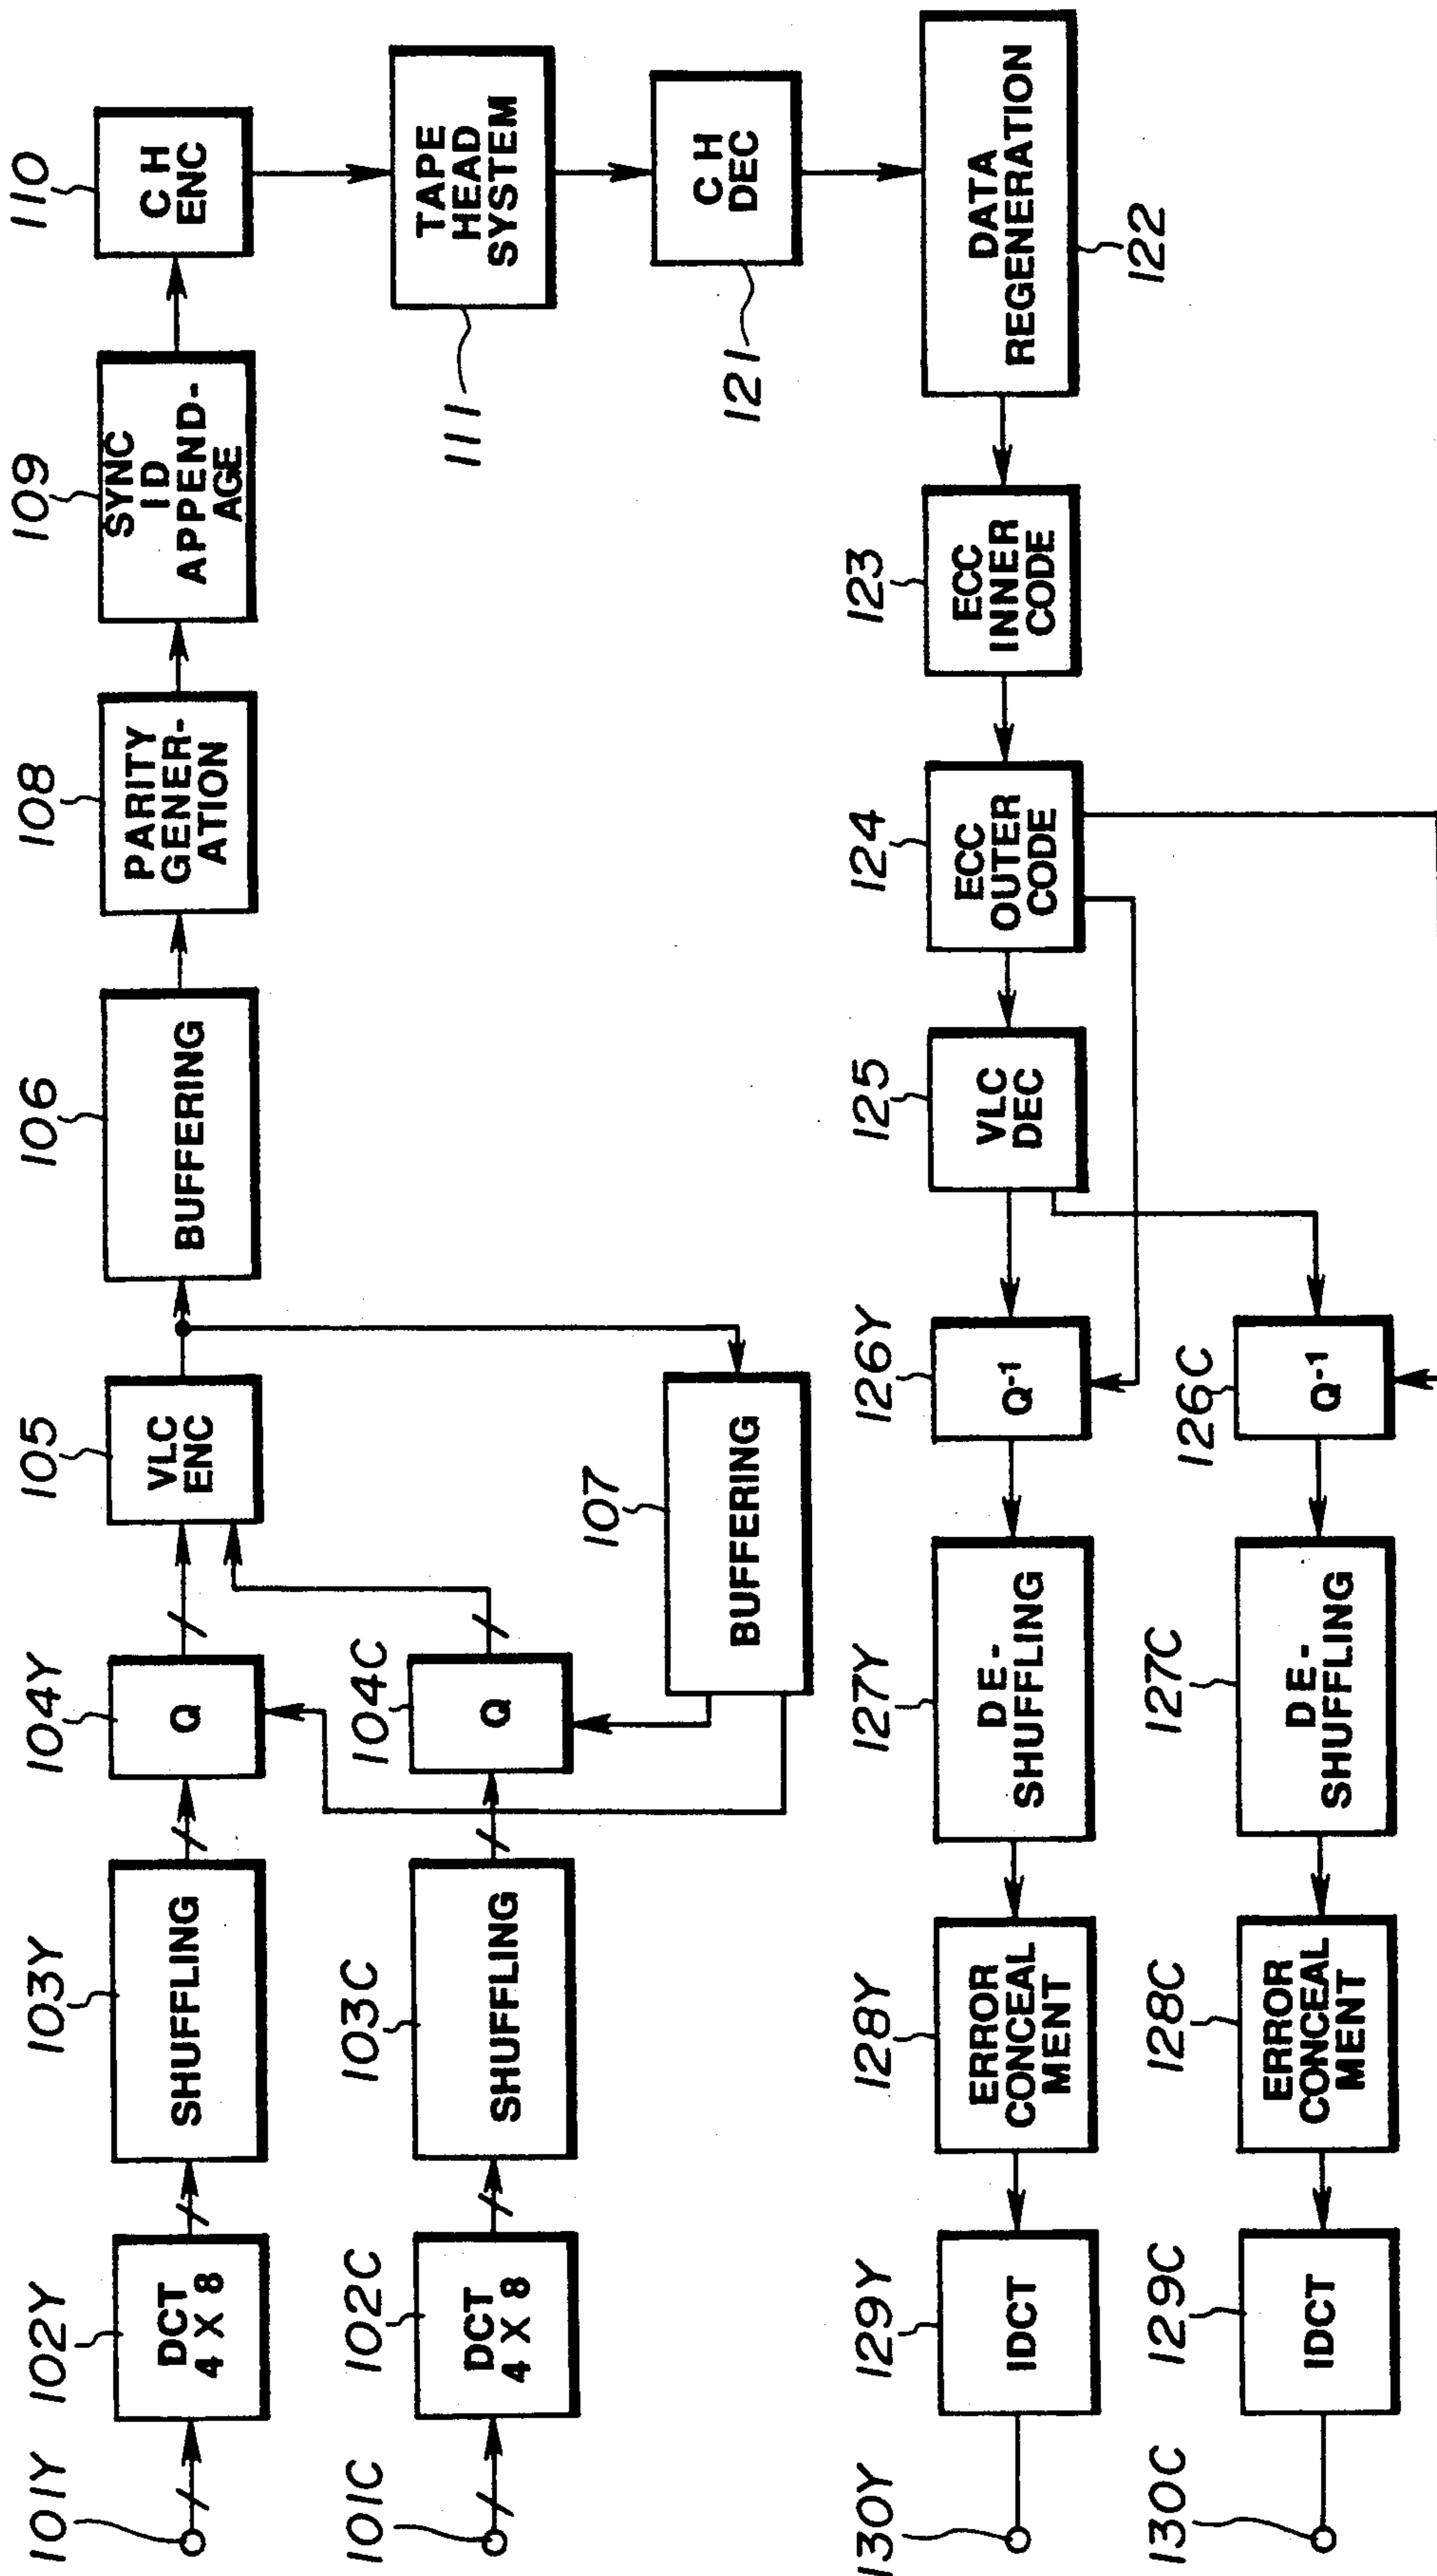 101Y
102Y
DCT
4 X 8
103Y
SHUFFLING
104Y
Q
105
VLC
ENC
106
BUFFERING
108
PARITY
GENER-
ATION
109
SYNC
ID
APPEND-
AGE
110
CH
ENC
101C
102C
DCT
4 X 8
103C
SHUFFLING
104C
Q
107
BUFFERING
111
TAPE
HEAD
SYSTEM
121
CH
DEC
130Y
129Y
IDCT
128Y
ERROR
CONCEAL
MENT
127Y
DE-
SHUFFLING
126Y
Q-1
125
VLC
DEC
124
ECC
OUTER
CODE
123
ECC
INNER
CODE
122
DATA
REGENERATION
130C
129C
IDCT
128C
ERROR
CONCEAL
MENT
127C
DE-
SHUFFLING
126C
Q-1